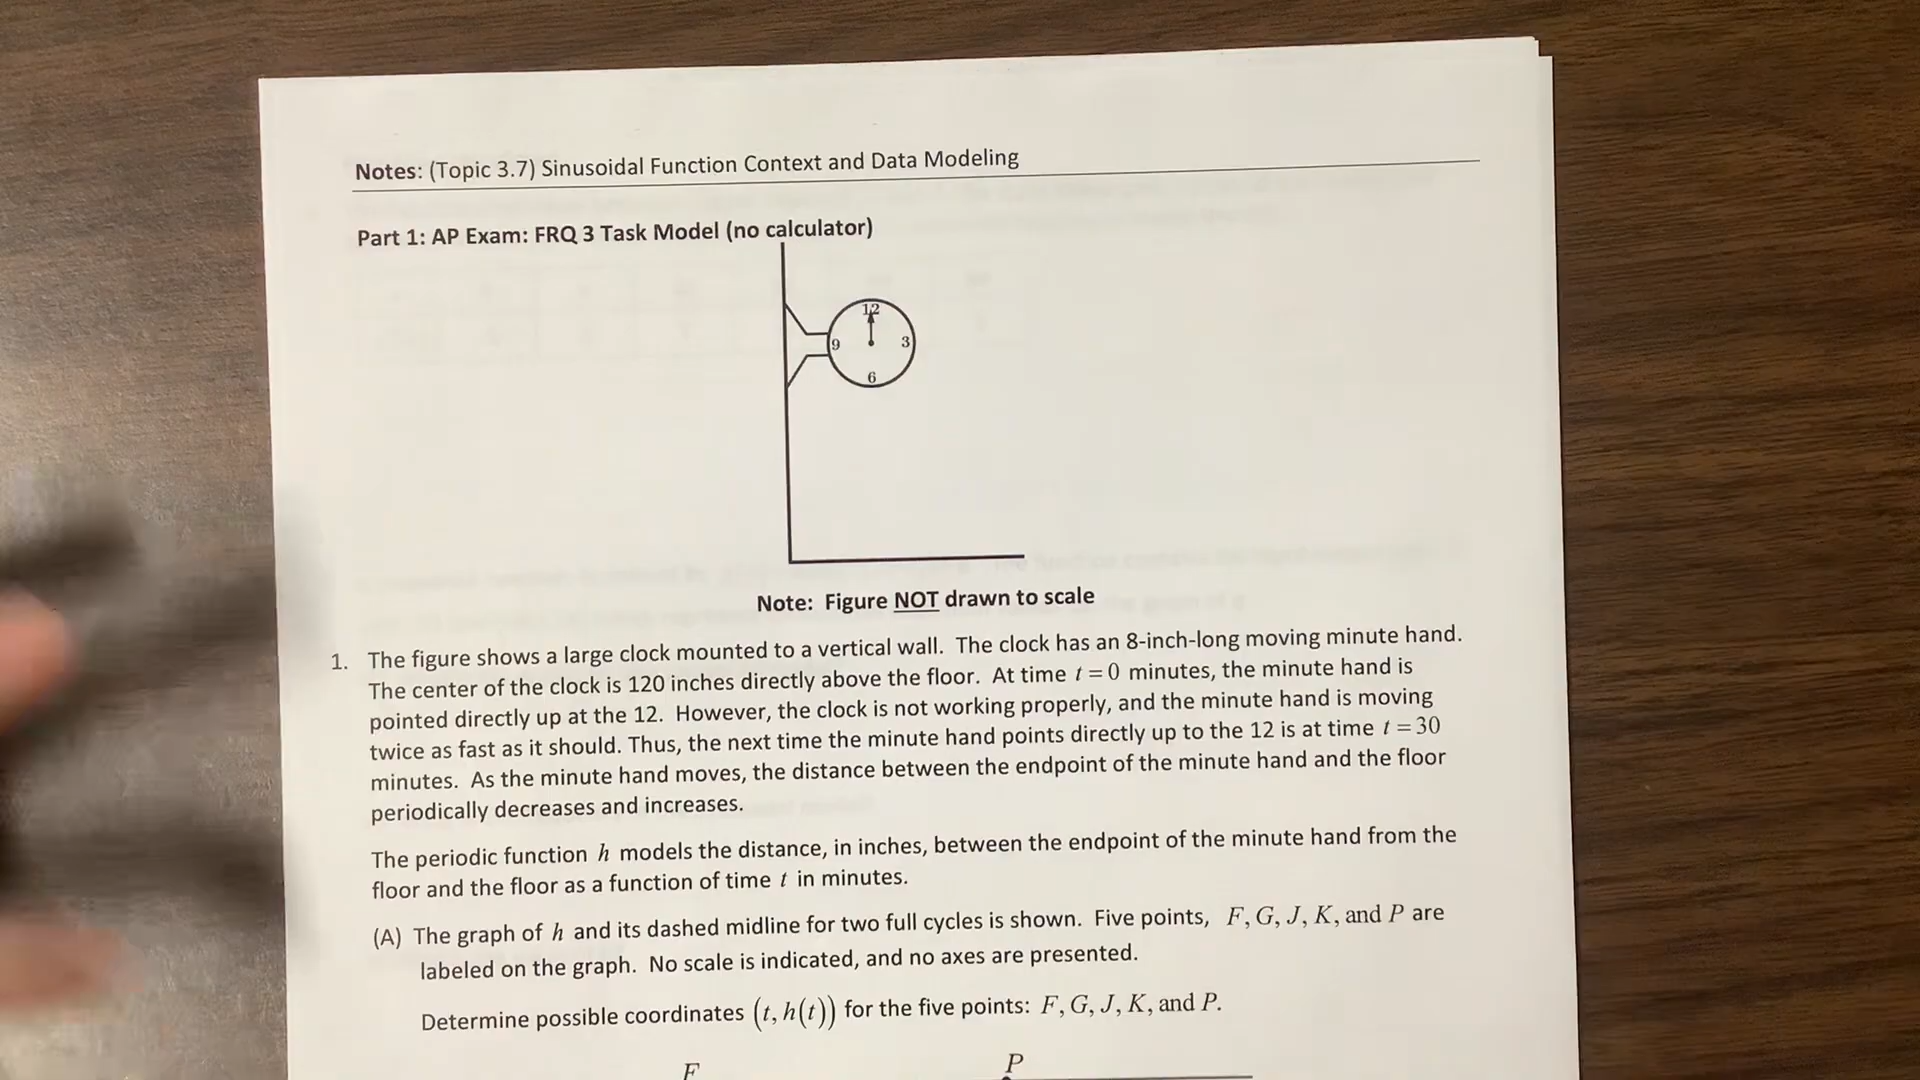 Notes: (Topic 3.7) Sinusoidal Function Context and Data Modeling
Part 1: AP Exam: FRQ 3 Task Model (no calculator)
12
9 3
6
Note: Figure NOT drawn to scale
1. The figure shows a large clock mounted to a vertical wall. The clock has an 8-inch-long moving minute hand.
The center of the clock is 120 inches directly above the floor. At time t = 0 minutes, the minute hand is
pointed directly up at the 12. However, the clock is not working properly, and the minute hand is moving
twice as fast as it should. Thus, the next time the minute hand points directly up to the 12 is at time t = 30
minutes. As the minute hand moves, the distance between the endpoint of the minute hand and the floor
periodically decreases and increases.
The periodic function h models the distance, in inches, between the endpoint of the minute hand from the
floor and the floor as a function of time t in minutes.
(A) The graph of h and its dashed midline for two full cycles is shown. Five points, F, G, J, K, and P are
labeled on the graph. No scale is indicated, and no axes are presented.
Determine possible coordinates (t, h(t)) for the five points: F, G, J, K, and P.
F P